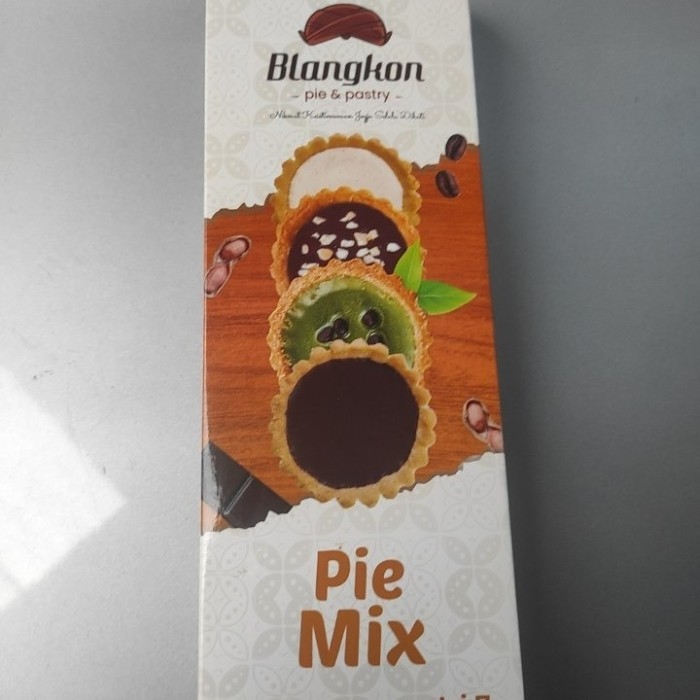 Blangkon
- pie & pastry -
Pie
Mix